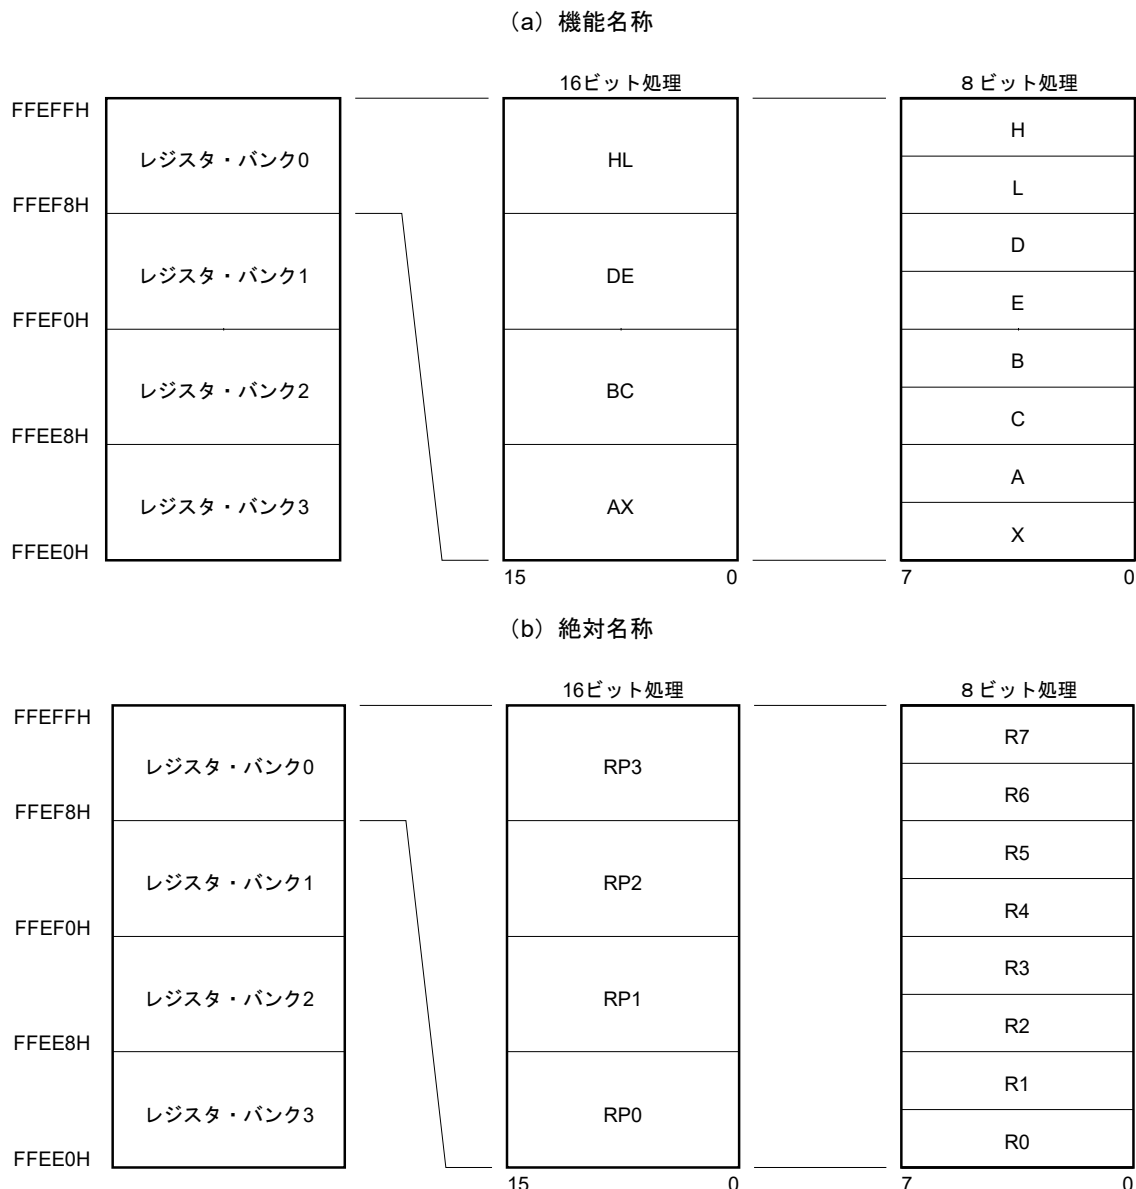 （a）機能名称
16ビット処理
８ビット処理
FFEFFH
レジスタ・バンク0
HL
H
L
FFEF8H
レジスタ・バンク1
DE
D
E
FFEF0H
レジスタ・バンク2
BC
B
C
FFEE8H
レジスタ・バンク3
AX
A
X
FFEE0H
15 0
7 0
（b）絶対名称
16ビット処理
８ビット処理
FFEFFH
レジスタ・バンク0
RP3
R7
R6
FFEF8H
レジスタ・バンク1
RP2
R5
R4
FFEF0H
レジスタ・バンク2
RP1
R3
R2
FFEE8H
レジスタ・バンク3
RP0
R1
R0
FFEE0H
15 0
7 0